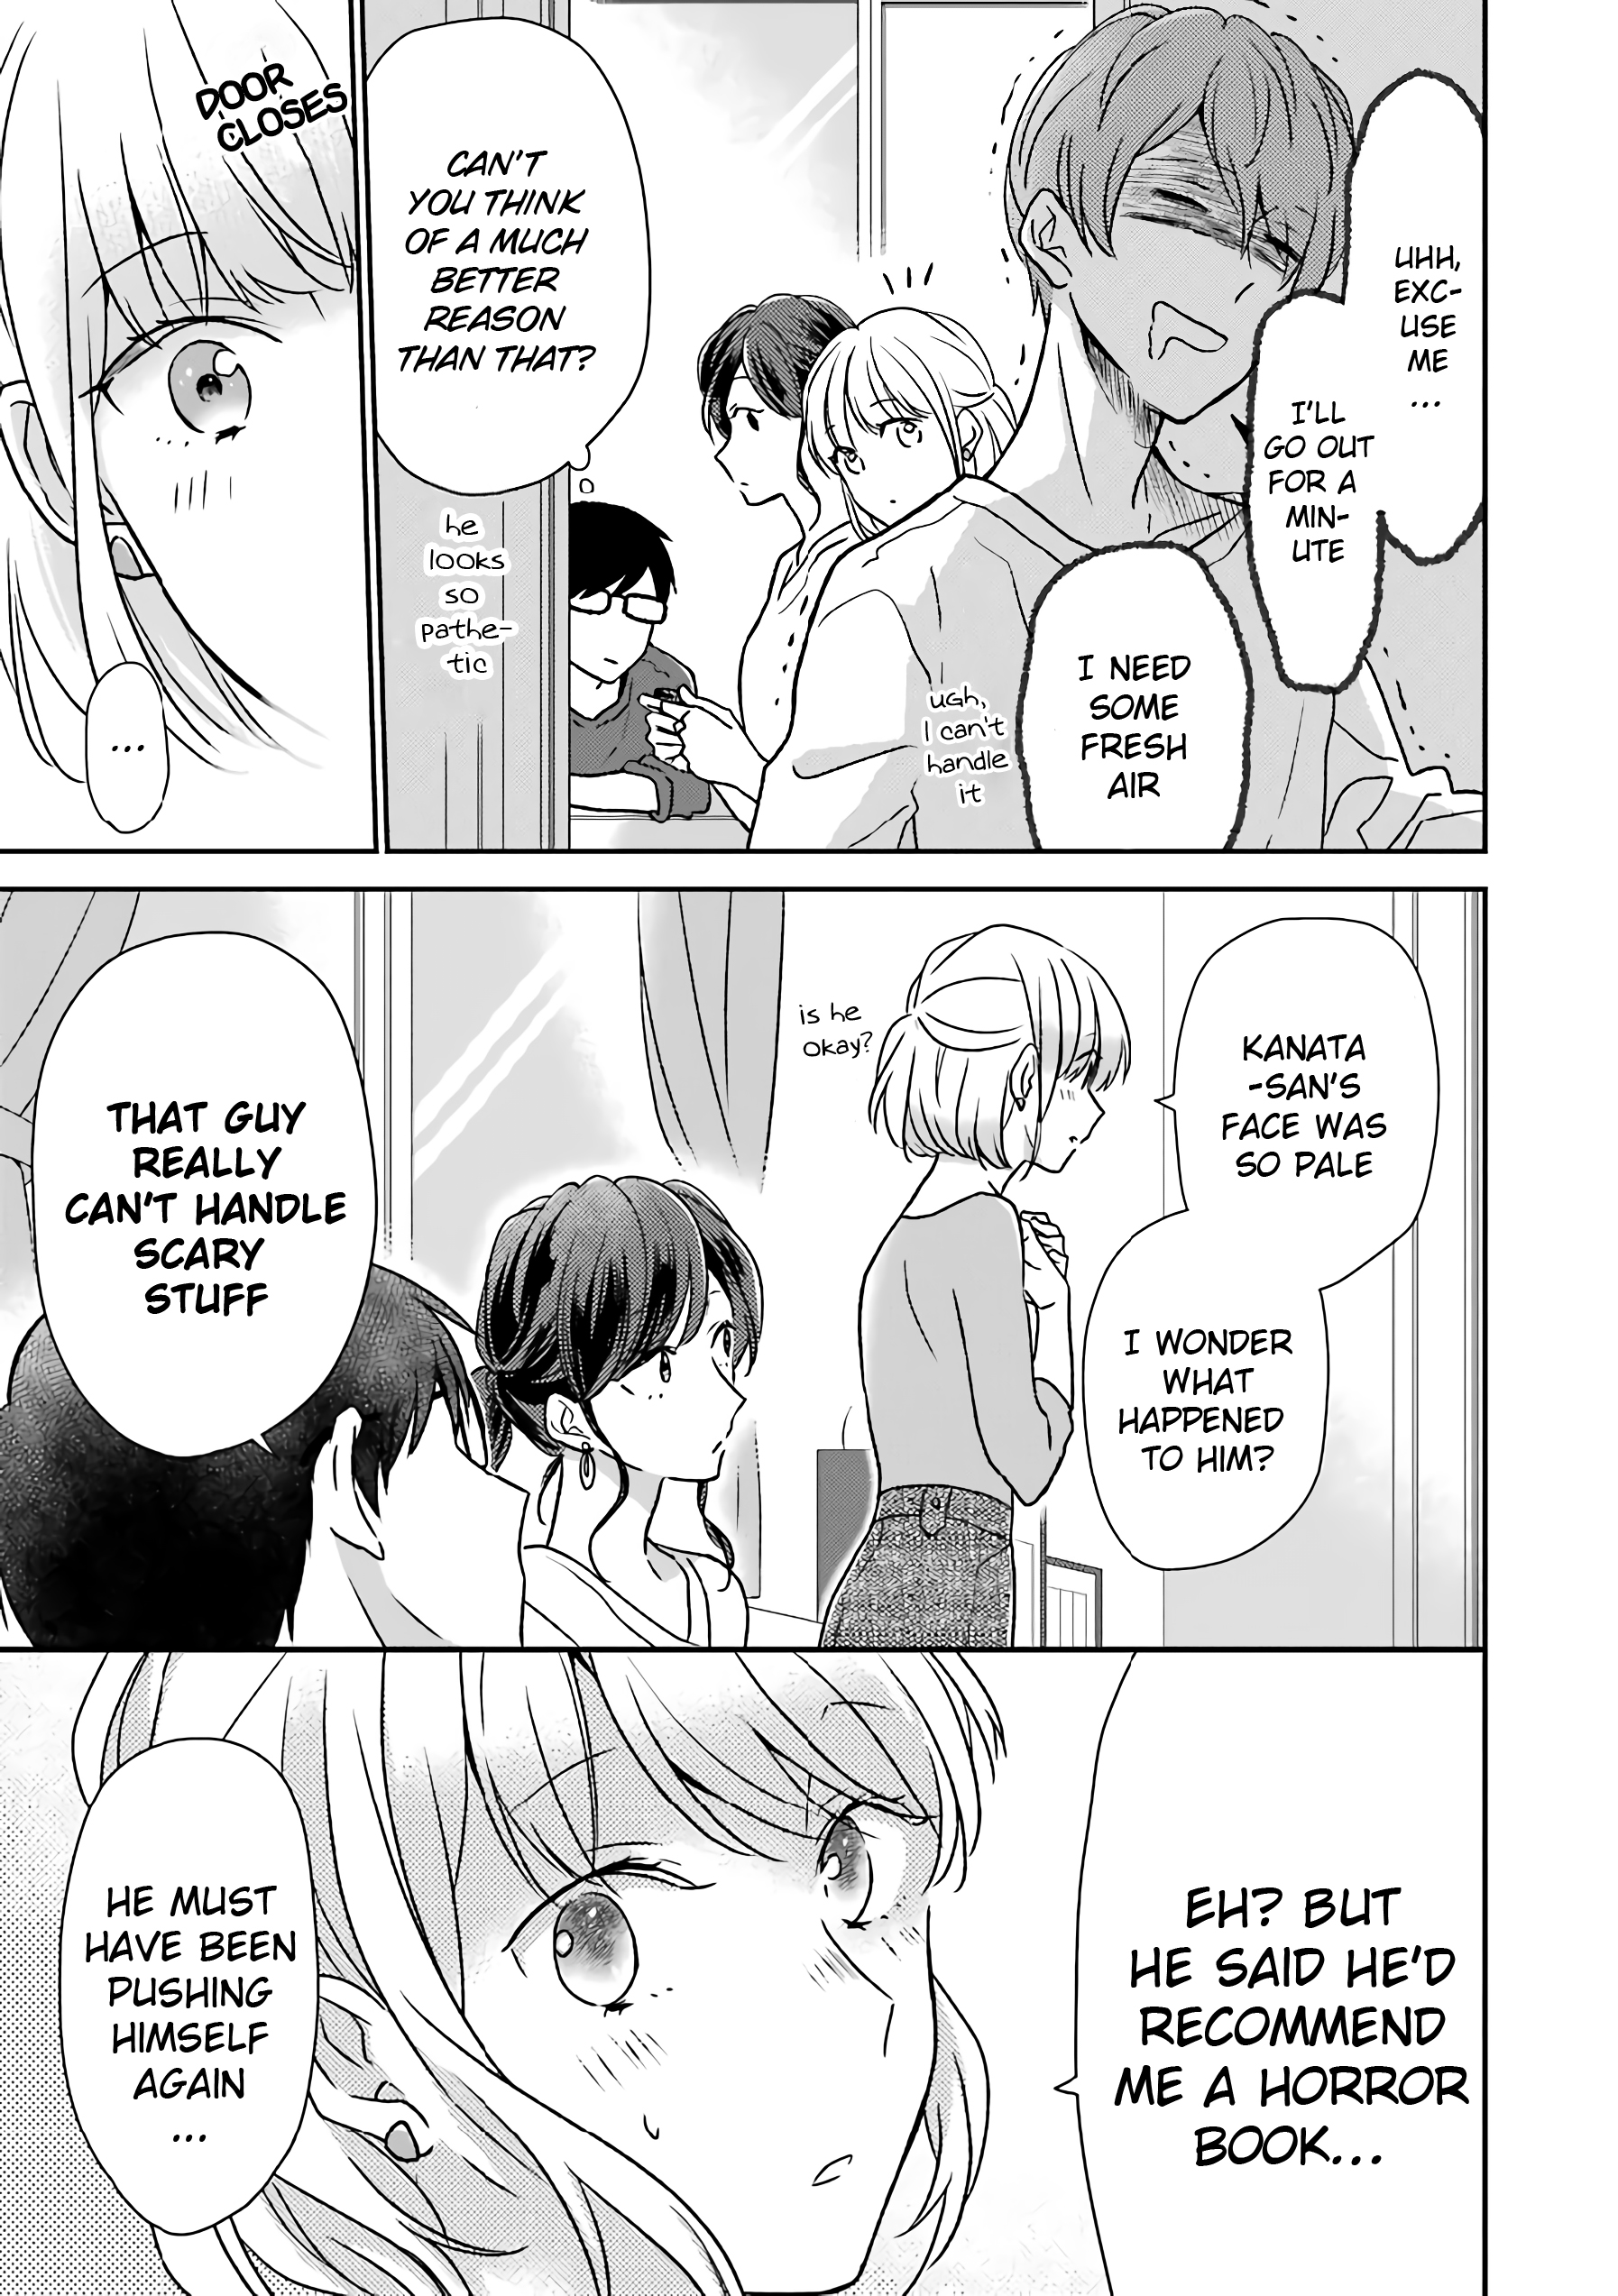 UHH,
EXC-
USE
ME
...
I'LL
GO OUT
FOR A
MIN-
UTE
I NEED
SOME
FRESH
AIR
ugh,
I can't
handle
it
CAN'T
YOU THINK
OF A MUCH
BETTER
REASON
THAN THAT?
he
looks
so
pathe-
tic
DOOR
CLOSES
...
KANATA
-SAN'S
FACE WAS
SO PALE
I WONDER
WHAT
HAPPENED
TO HIM?
is he
okay?
THAT GUY
REALLY
CAN'T HANDLE
SCARY
STUFF
EH? BUT
HE SAID HE'D
RECOMMEND
ME A HORROR
BOOK...
HE MUST
HAVE BEEN
PUSHING
HIMSELF
AGAIN
...